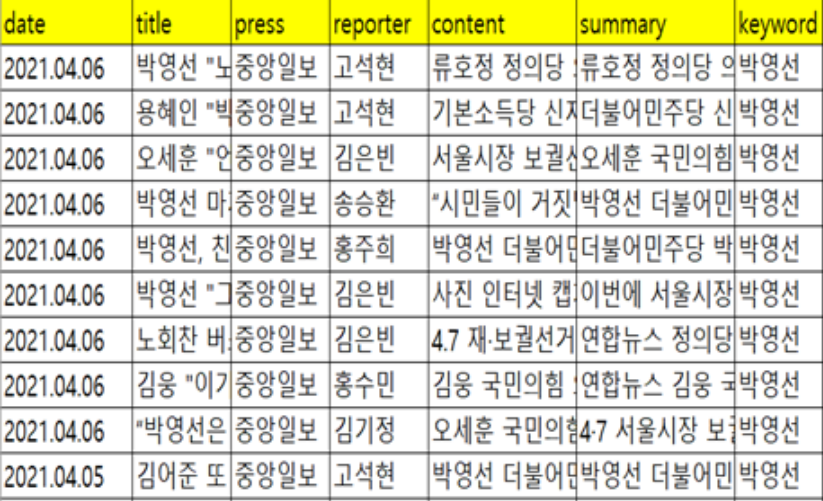 date title press reporter content summary keyword
2021.04.06 박영선 "노 중앙일보 고석현 류호정 정의당 류호정 정의당 의 박영선
2021.04.06 용혜인 "박 중앙일보 고석현 기본소득당 신지 더불어민주당 신 박영선
2021.04.06 오세훈 "언 중앙일보 김은빈 서울시장 보궐선 오세훈 국민의힘 박영선
2021.04.06 박영선 마 중앙일보 송승환 "시민들이 거짓 박영선 더불어민 박영선
2021.04.06 박영선, 친 중앙일보 홍주희 박영선 더불어민 더불어민주당 박 박영선
2021.04.06 박영선 "그 중앙일보 김은빈 사진 인터넷 캡 이번에 서울시장 박영선
2021.04.06 노회찬 버 중앙일보 김은빈 4.7 재·보궐선거 연합뉴스 정의당 박영선
2021.04.06 김웅 "이기 중앙일보 홍수민 김웅 국민의힘 연합뉴스 김웅 국 박영선
2021.04.06 "박영선은 중앙일보 김기정 오세훈 국민의힘 4·7 서울시장 보궐 박영선
2021.04.05 김어준 또 중앙일보 고석현 박영선 더불어민 박영선 더불어민 박영선